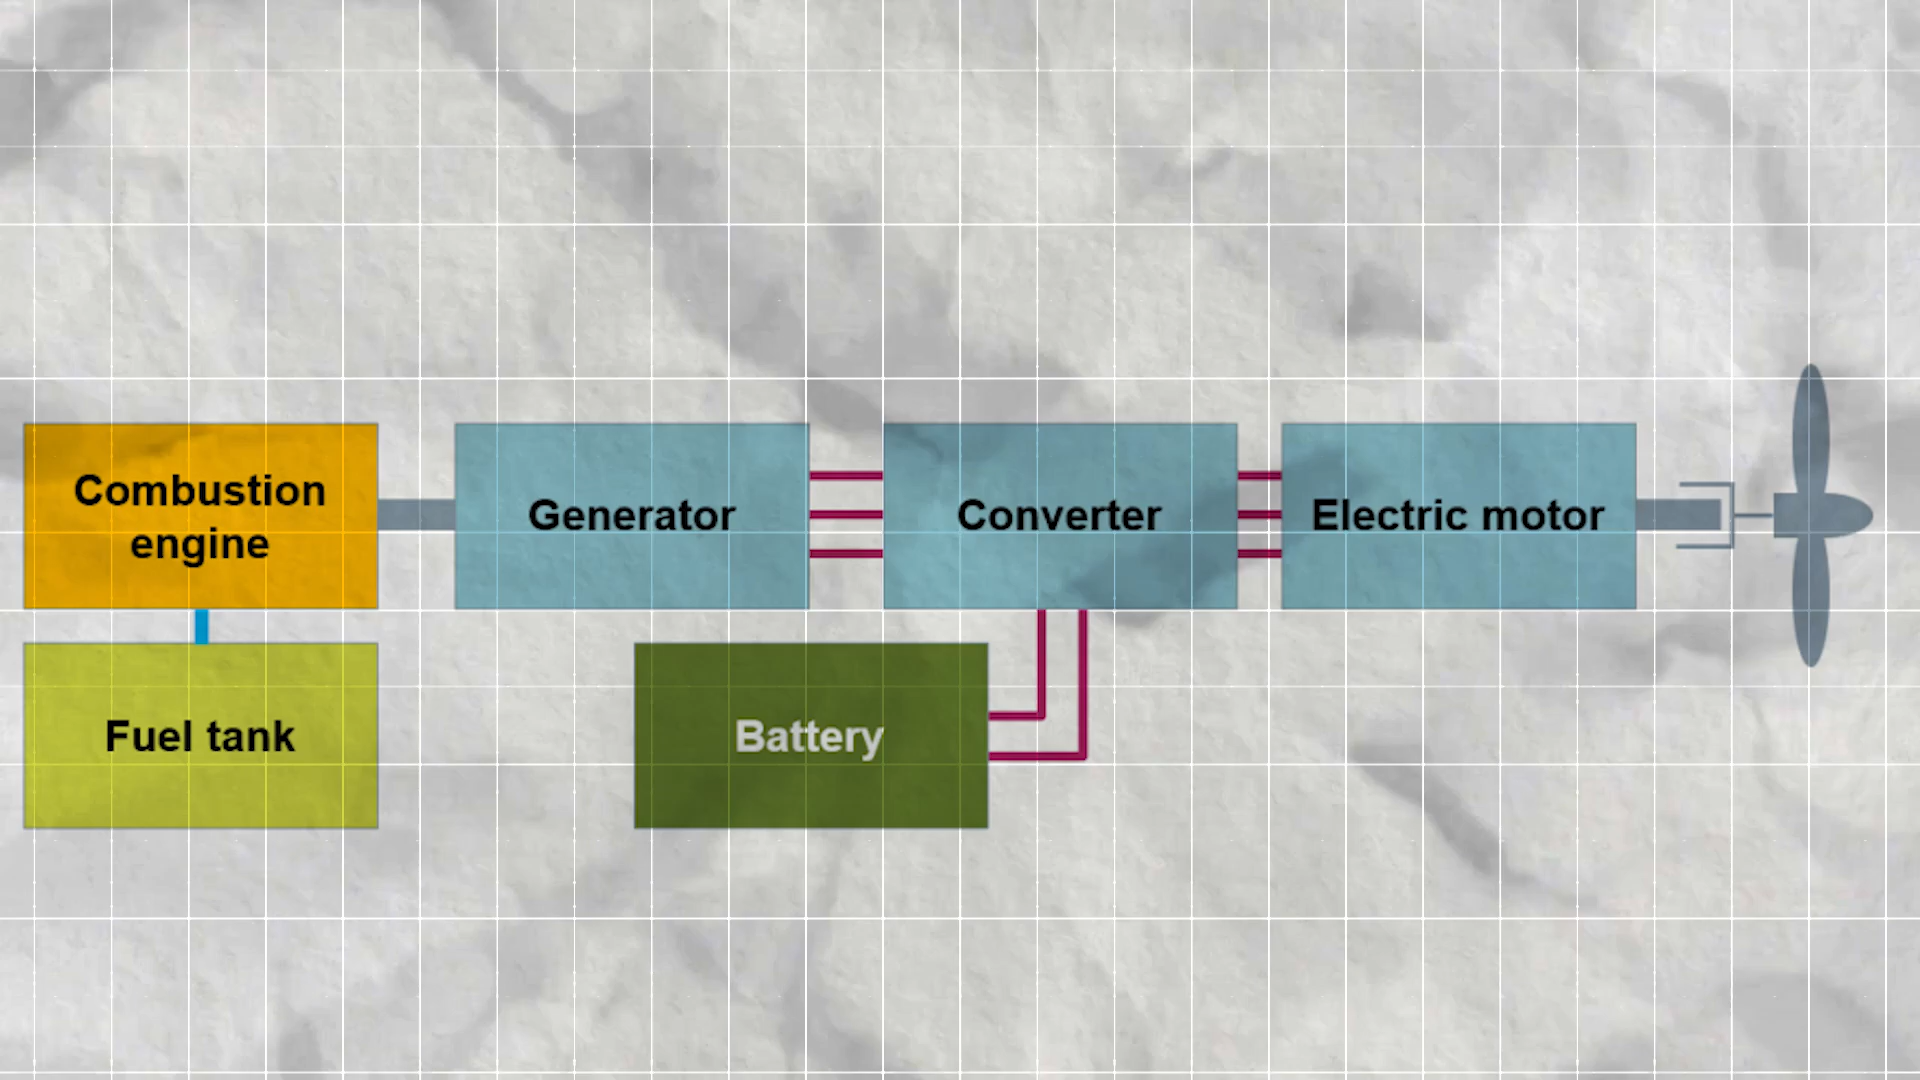 Combustion
engine
Generator
Converter
Electric motor
Fuel tank
Battery